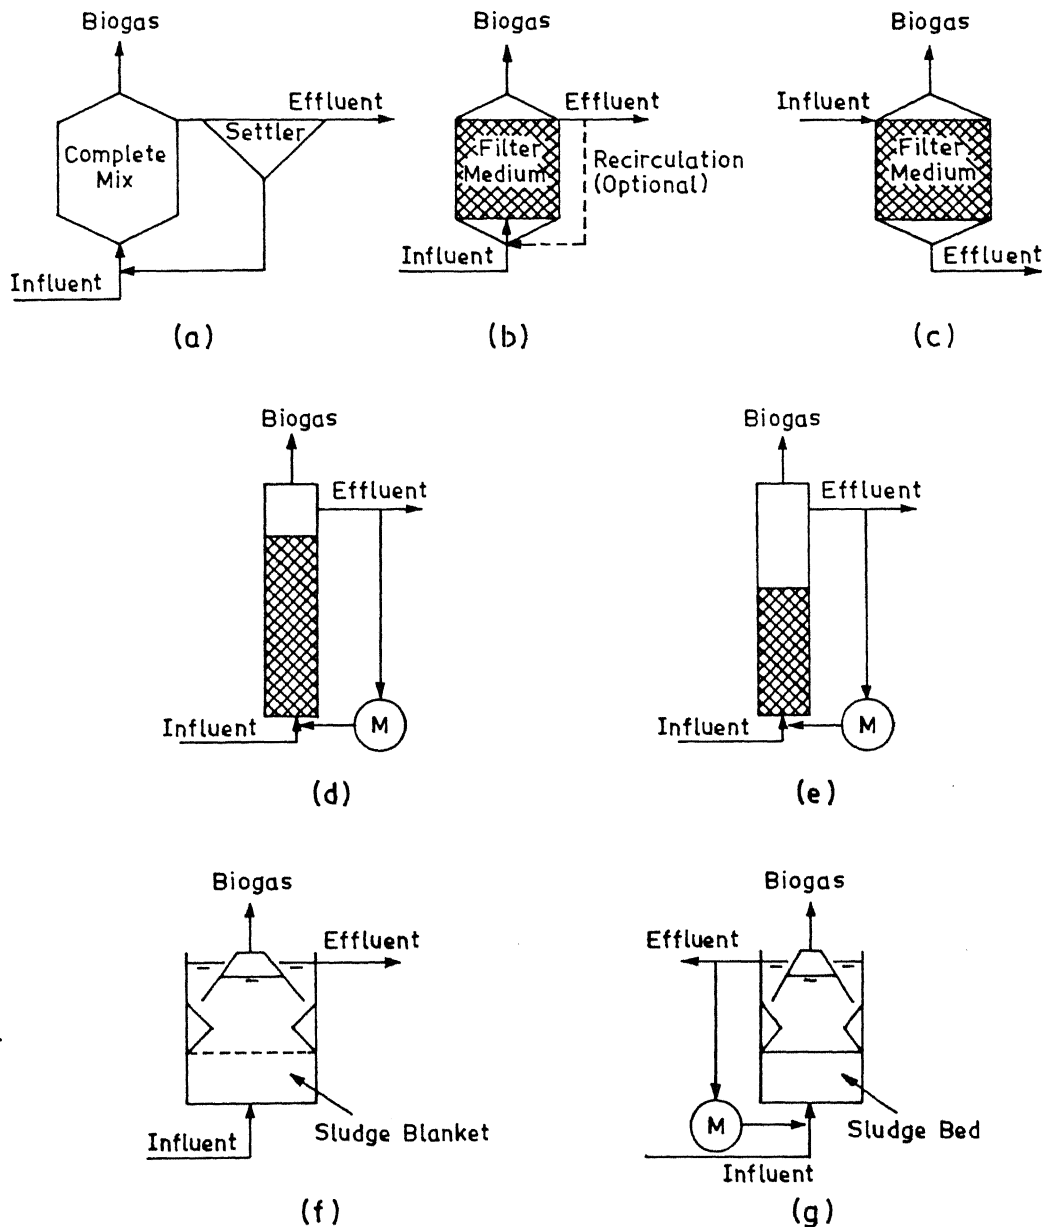 Biogas
Effluent
Settler
Complete
Mix
Influent
(a)
Biogas
Effluent
Filter
Medium
Recirculation
(Optional)
Influent
(b)
Biogas
Influent
Filter
Medium
Effluent
(c)
Biogas
Effluent
M
Influent
(d)
Biogas
Effluent
M
Influent
(e)
Biogas
Effluent
Sludge Blanket
Influent
(f)
Biogas
Effluent
M
Sludge Bed
Influent
(g)